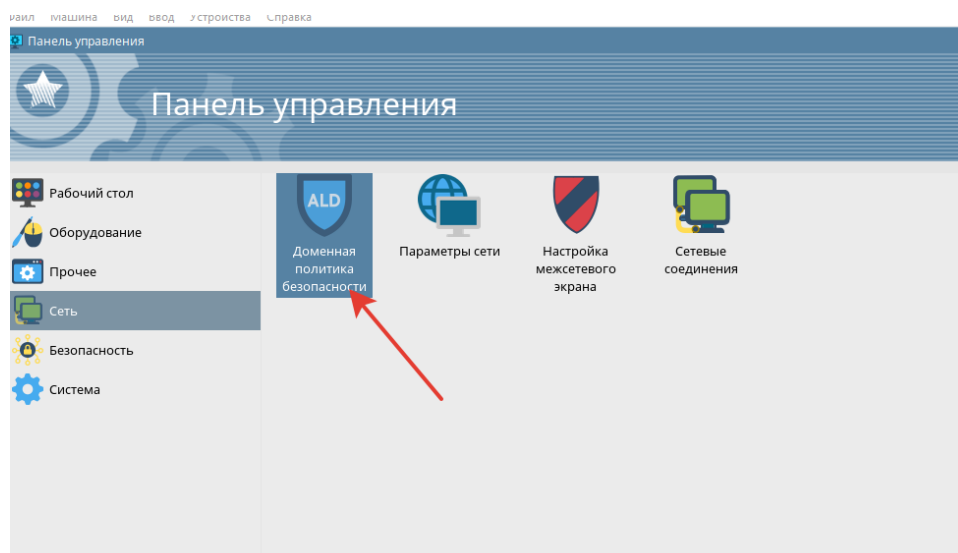 Файл Машина Вид Ввод Устройства Справка
Панель управления
Панель управления
Рабочий стол
Оборудование
Прочее
Сеть
Безопасность
Система
ALD
Доменная
политика
безопасности
Параметры сети
Настройка
межсетевого
экрана
Сетевые
соединения